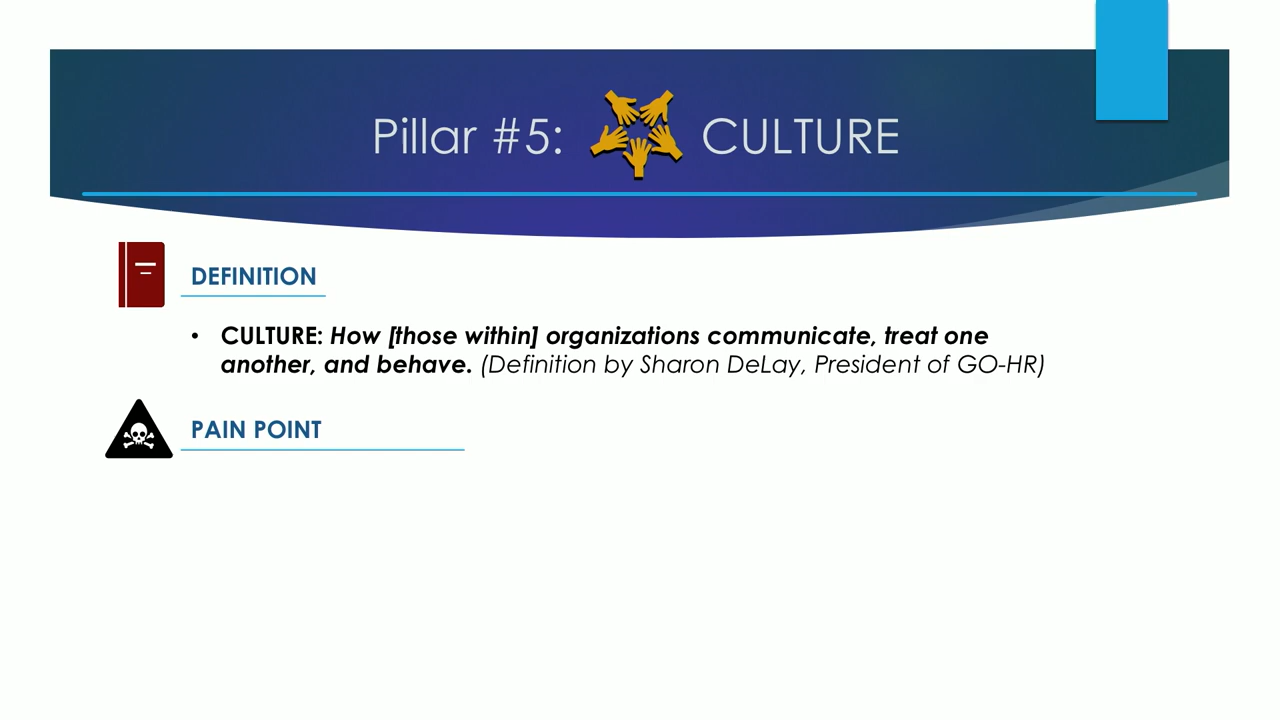 Pillar #5: CULTURE
DEFINITION
• CULTURE: How [those within] organizations communicate, treat one
another, and behave. (Definition by Sharon DeLay, President of GO-HR)
PAIN POINT